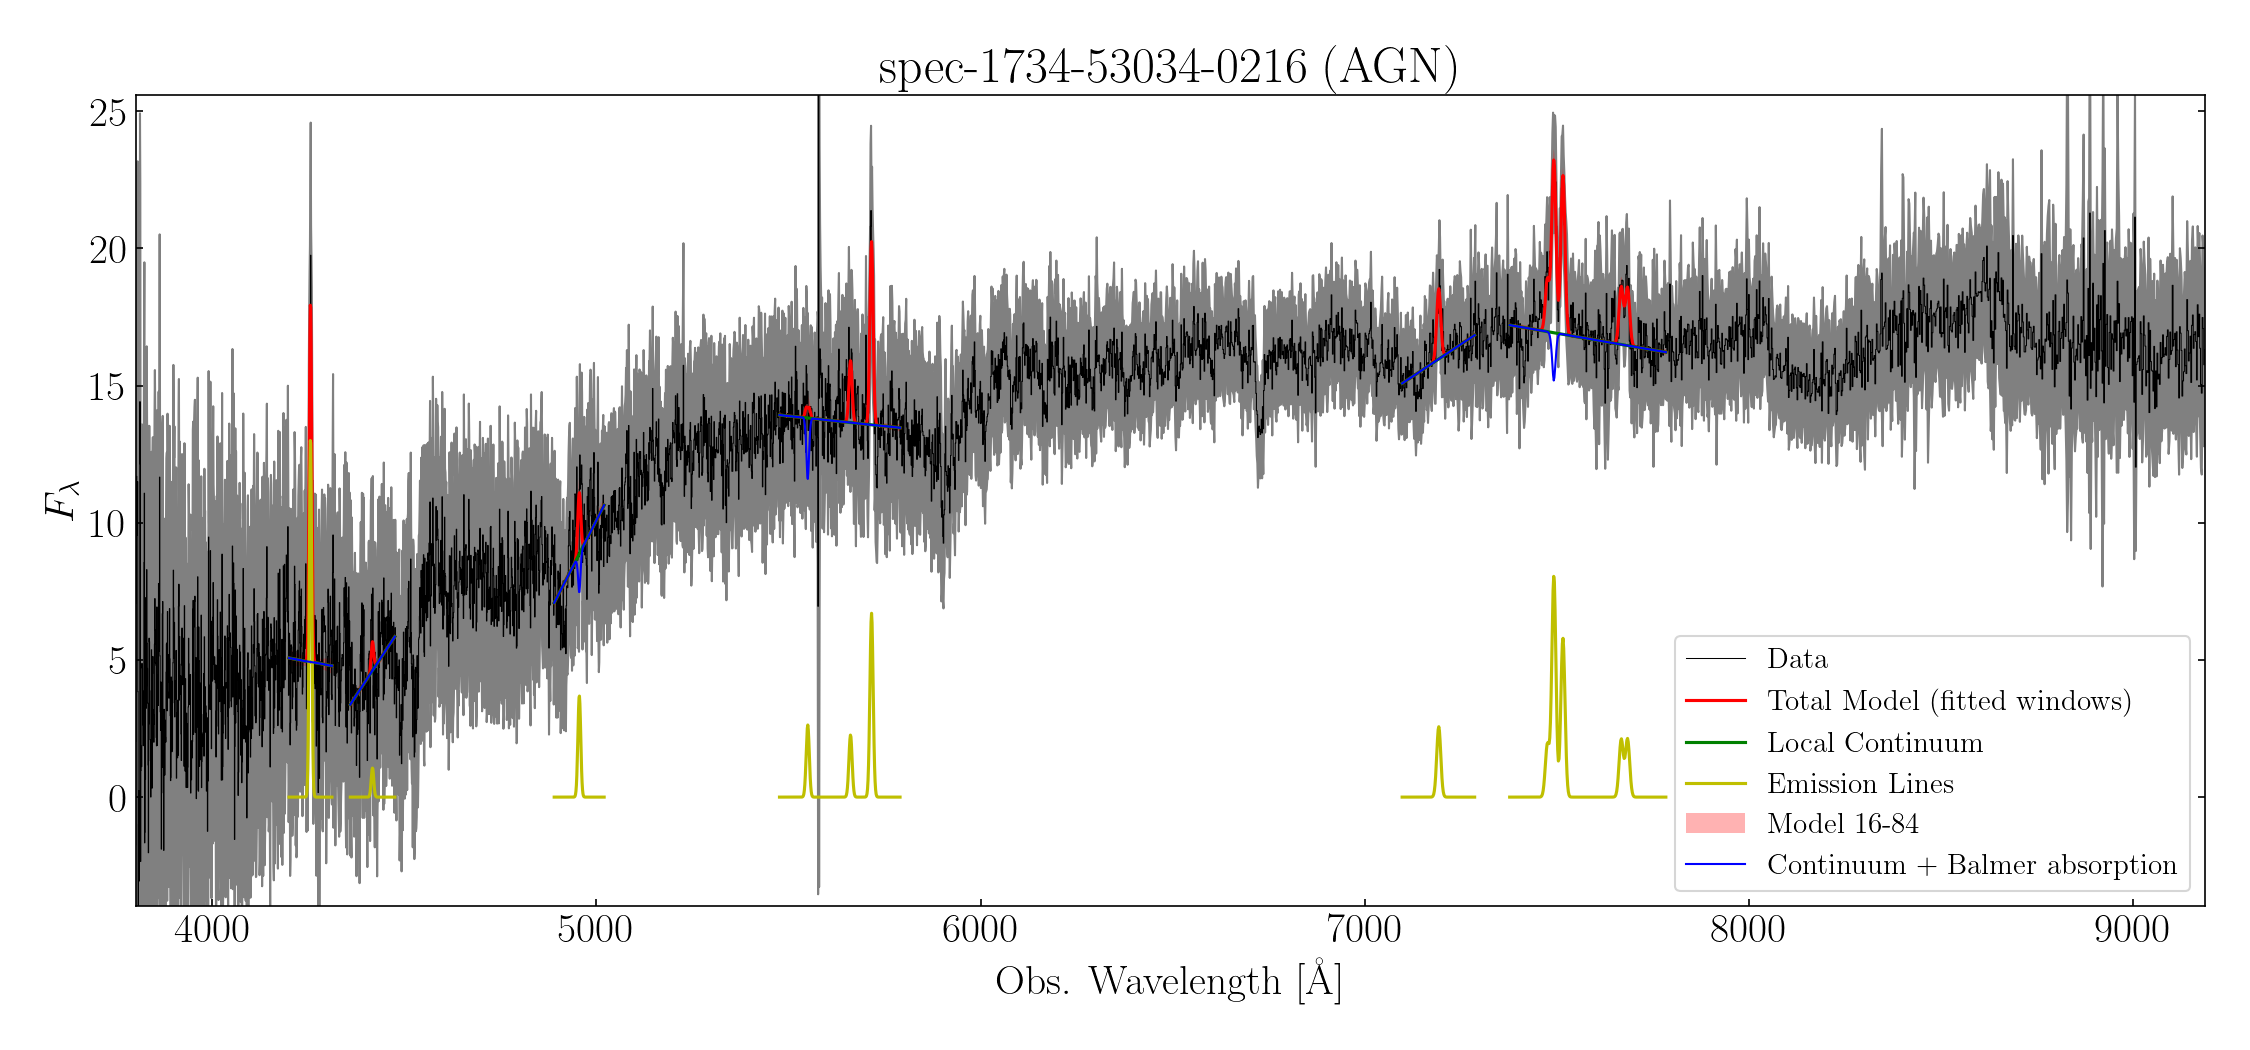 spec-1734-53034-0216 (AGN)
25
20
15
10
5
0
Fλ
Data
Total Model (fitted windows)
Local Continuum
Emission Lines
Model 16-84
Continuum + Balmer absorption
4000 5000 6000 7000 8000 9000
Obs. Wavelength [Å]